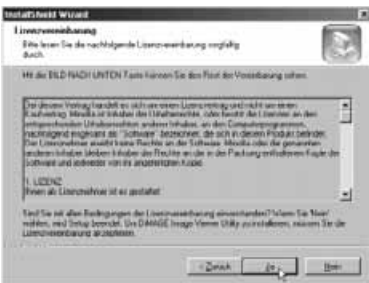 InstallShield Wizard
Lizenzvereinbarung
Bitte lesen Sie die nachfolgende Lizenzvereinbarung sorgfältig
durch.
Mit der BILD NACH UNTEN Taste können Sie den Rest der Vereinbarung sehen.
Bei diesem Vertrag handelt es sich um einen Lizenzvertrag und nicht um einen
Kaufvertrag. Minolta ist Inhaber der Urheberrechte, oder besitzt die Lizenzen an den
entsprechenden Urheberrechten anderer Inhaber, an den Computerprogrammen,
nachfolgend insgesamt als "Software" bezeichnet, die sich in diesem Produkt befindet.
Der Lizenznehmer erwirbt keine Rechte an der Software. Minolta oder die genannten
anderen Inhaber bleiben Inhaber der Rechte an der in der Packung enthaltenen Kopie der
Software und jedweder von ihr angefertigten Kopie.
1. LIZENZ
Ihnen als Lizenznehmer ist es gestattet:
Sind Sie mit allen Bedingungen der Lizenzvereinbarung einverstanden? Wenn Sie 'Nein'
wählen, wird Setup beendet. Um DiMAGE Image Viewer Utility zu installieren, müssen Sie die
Lizenzvereinbarung akzeptieren.
< Zurück
Ja
Nein